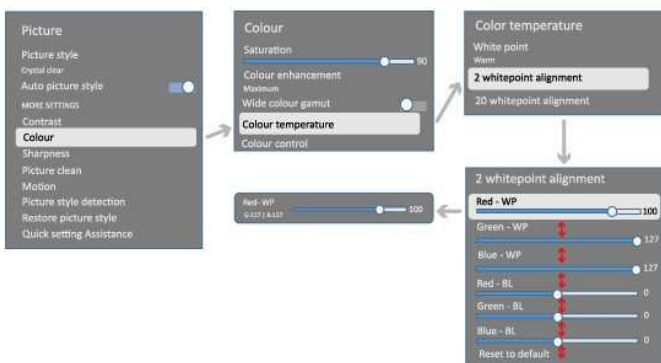 Picture
Picture style
Crystal clear
Auto picture style
MORE SETTINGS
Contrast
Colour
Sharpness
Picture clean
Motion
Picture style detection
Restore picture style
Quick setting Assistance
Colour
Saturation
90
Colour enhancement
Maximum
Wide colour gamut
Colour temperature
Colour control
Color temperature
White point
Warm
2 whitepoint alignment
20 whitepoint alignment
2 whitepoint alignment
Red - WP
100
Green - WP
127
Blue - WP
127
Red - BL
0
Green - BL
0
Blue - BL
0
Reset to default
Red- WP
G:127 | B:127
100